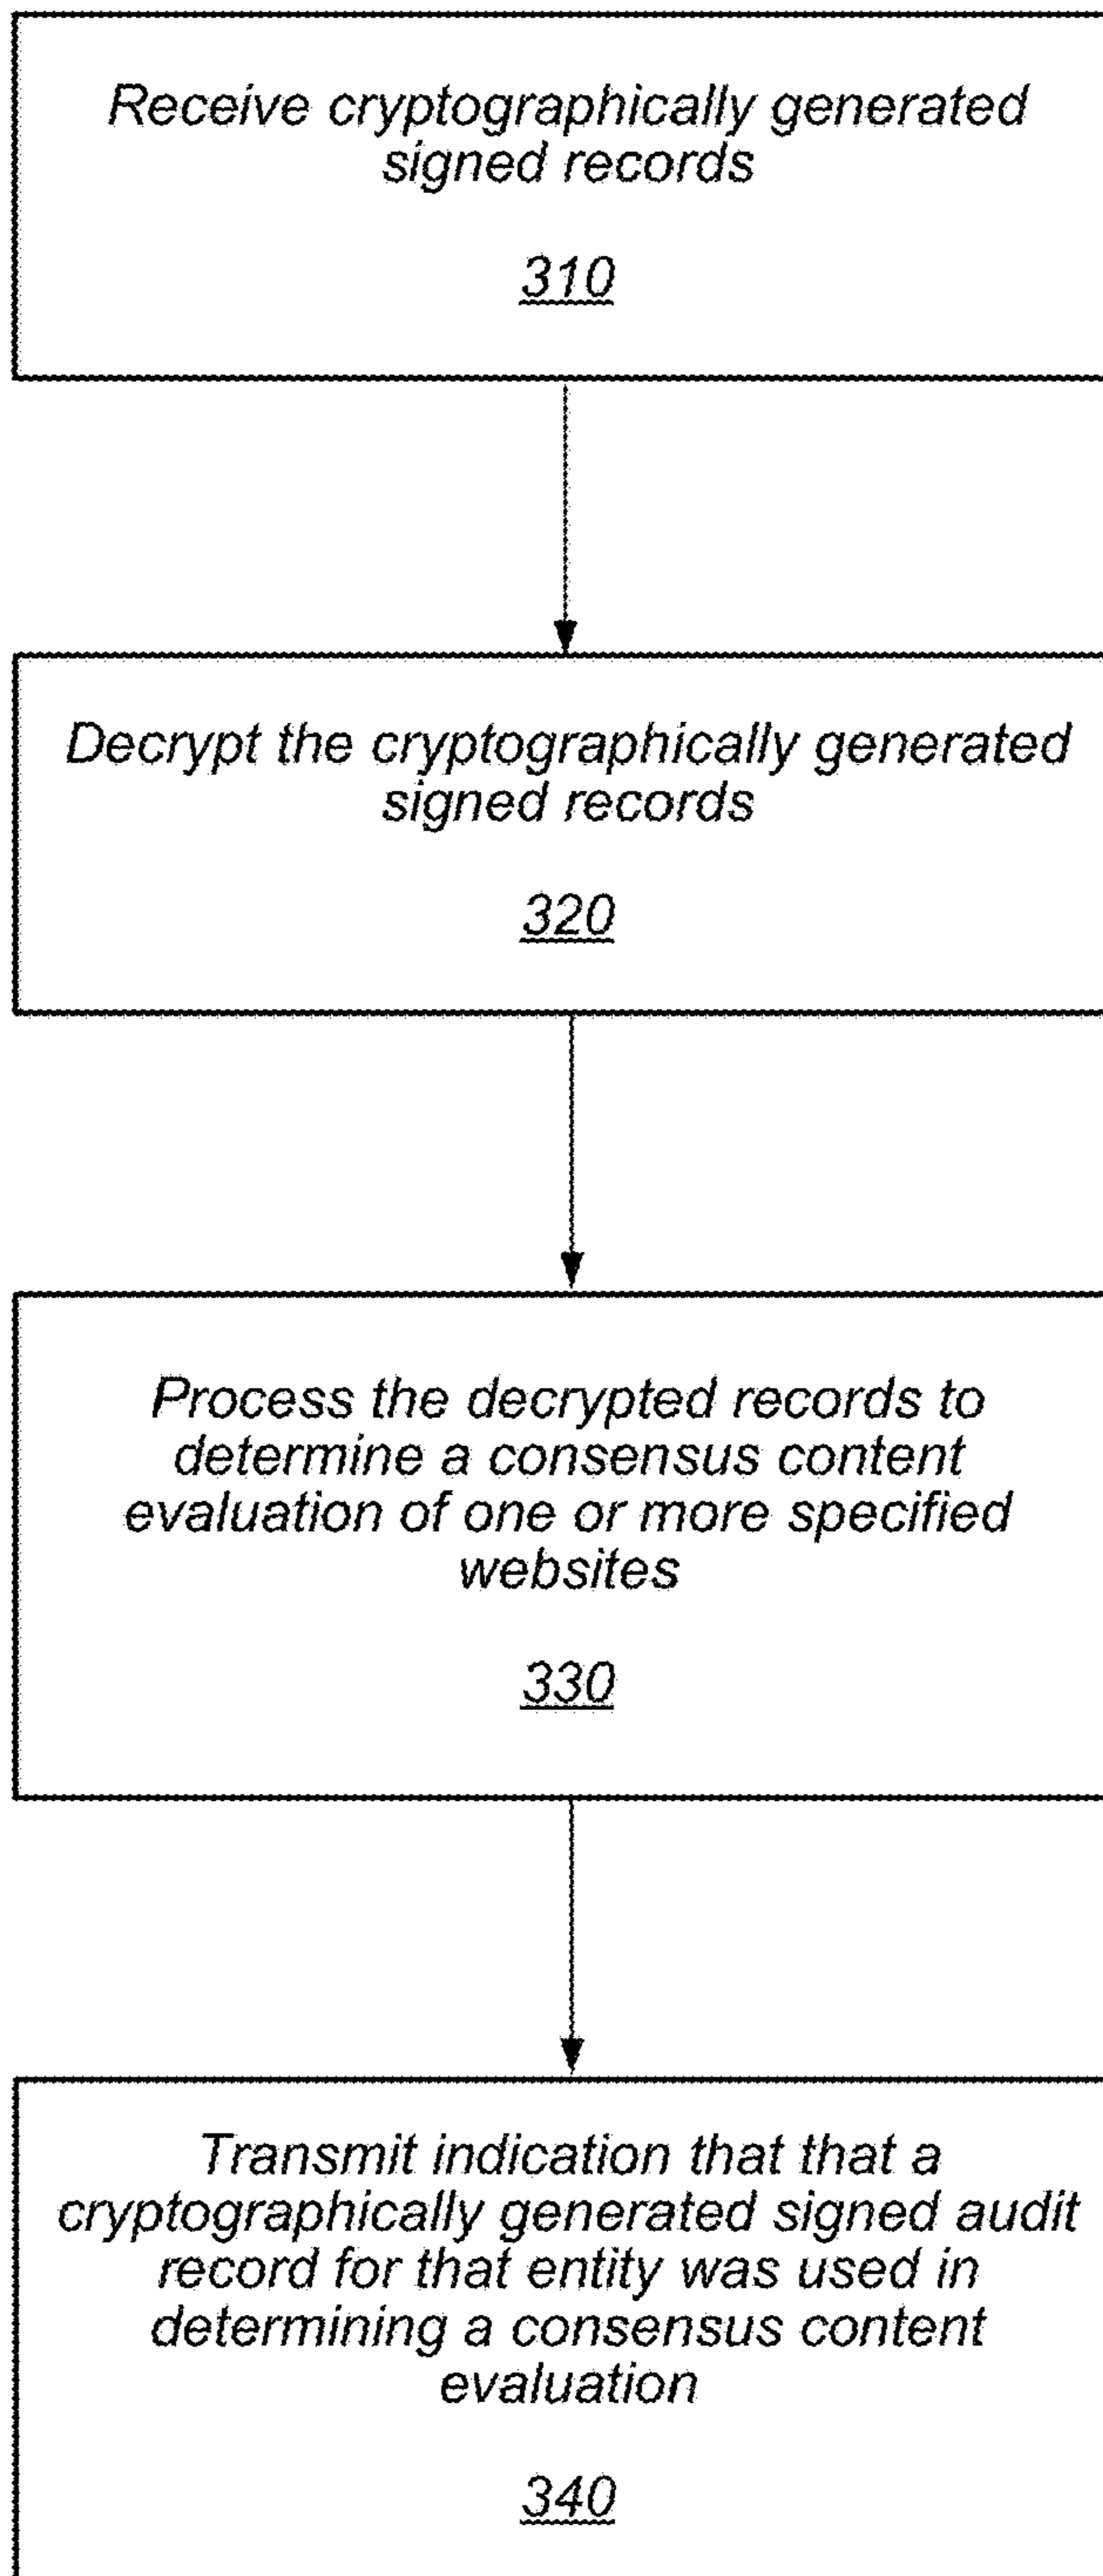 Receive cryptographically generated
signed records
310
Decrypt the cryptographically generated
signed records
320
Process the decrypted records to
determine a consensus content
evaluation of one or more specified
websites
330
Transmit indication that that a
cryptographically generated signed audit
record for that entity was used in
determining a consensus content
evaluation
340